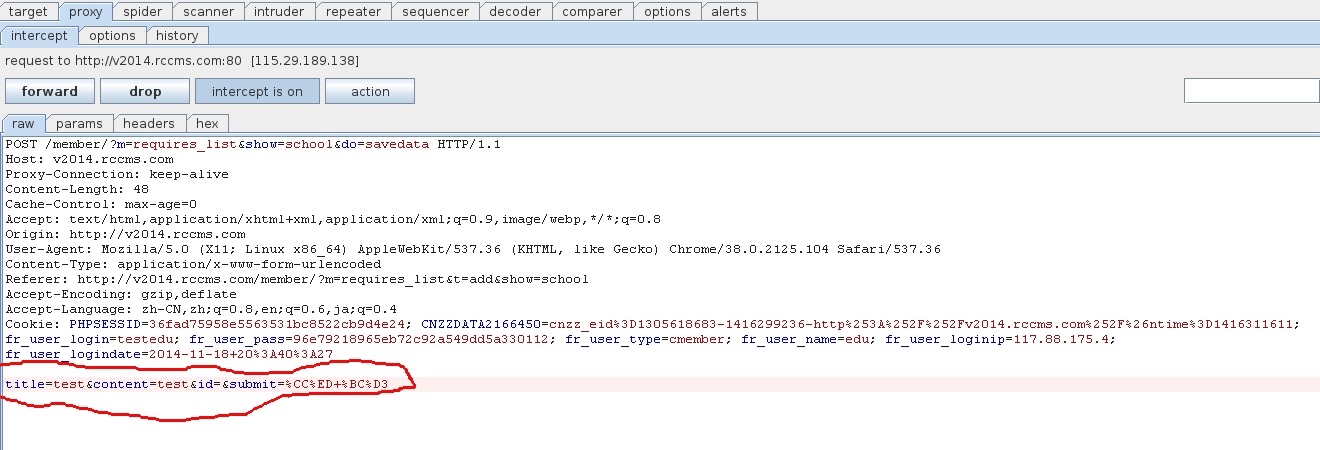 target proxy spider scanner intruder repeater sequencer decoder comparer options alerts
intercept options history
request to http://v2014.rccms.com:80 [115.29.189.138]
forward drop intercept is on action
raw params headers hex
POST /member/?m=requires_list&show=school&do=savedata HTTP/1.1
Host: v2014.rccms.com
Proxy-Connection: keep-alive
Content-Length: 48
Cache-Control: max-age=0
Accept: text/html,application/xhtml+xml,application/xml;q=0.9,image/webp,*/*;q=0.8
Origin: http://v2014.rccms.com
User-Agent: Mozilla/5.0 (X11; Linux x86_64) AppleWebKit/537.36 (KHTML, like Gecko) Chrome/38.0.2125.104 Safari/537.36
Content-Type: application/x-www-form-urlencoded
Referer: http://v2014.rccms.com/member/?m=requires_list&t=add&show=school
Accept-Encoding: gzip,deflate
Accept-Language: zh-CN,zh;q=0.8,en;q=0.6,ja;q=0.4
Cookie: PHPSESSID=36fad75958e5563531bc8522cb9d4e24; CNZZDATA2166450=cnzz_eid%3D1305618683-1416299236-http%253A%252F%252Fv2014.rccms.com%252F%26ntime%3D1416311611;
fr_user_login=testedu; fr_user_pass=96e79218965eb72c92a549dd5a330112; fr_user_type=cmember; fr_user_name=edu; fr_user_loginip=117.88.175.4;
fr_user_logindate=2014-11-18+20%3A40%3A27
title=test&content=test&id=&submit=%CC%ED+%BC%D3